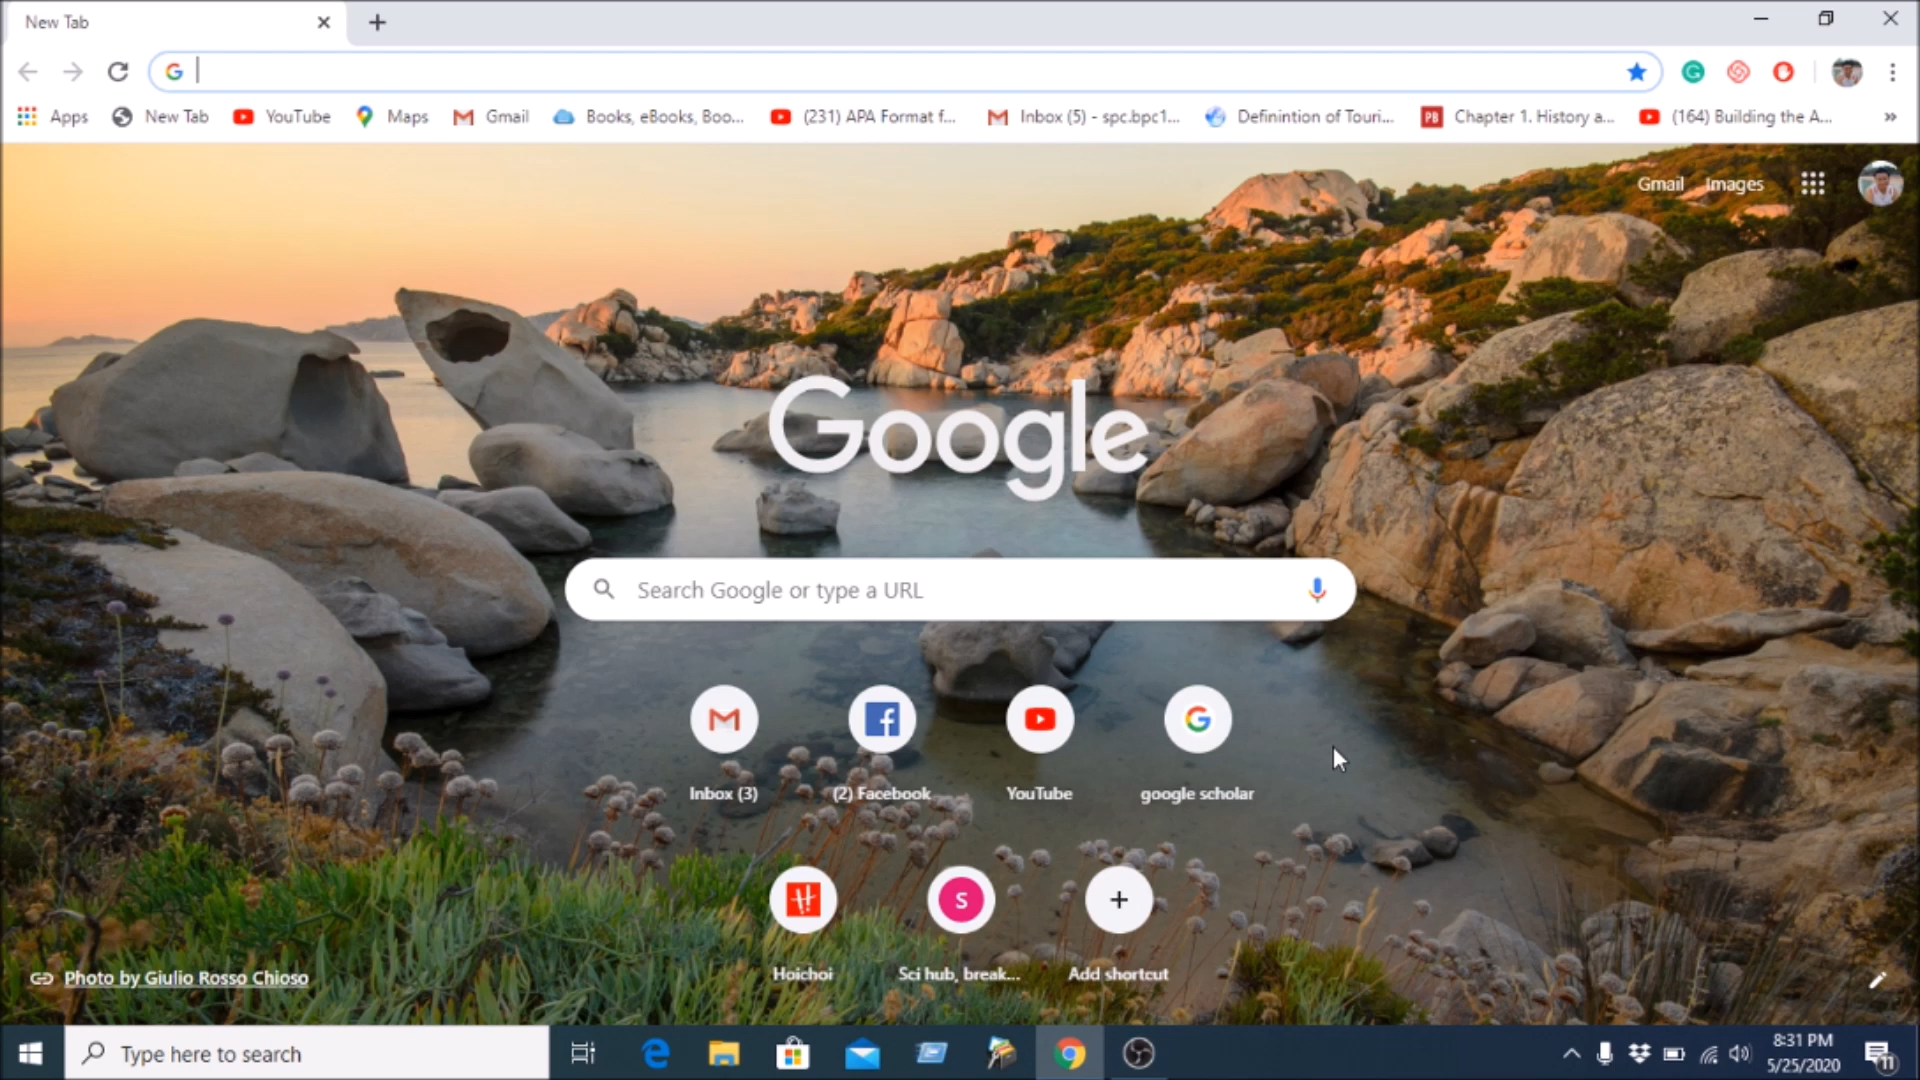 New Tab
Apps New Tab YouTube Maps Gmail Books, eBooks, Boo... (231) APA Format f... Inbox (5) - spc.bpc1... Definintion of Touri... PB Chapter 1. History a... (164) Building the A... »
Gmail Images
Google
Search Google or type a URL
Inbox (3) (2) Facebook YouTube google scholar
S
Hoichoi Sci hub, break... Add shortcut
Photo by Giulio Rosso Chioso
Type here to search
8:31 PM
5/25/2020
11